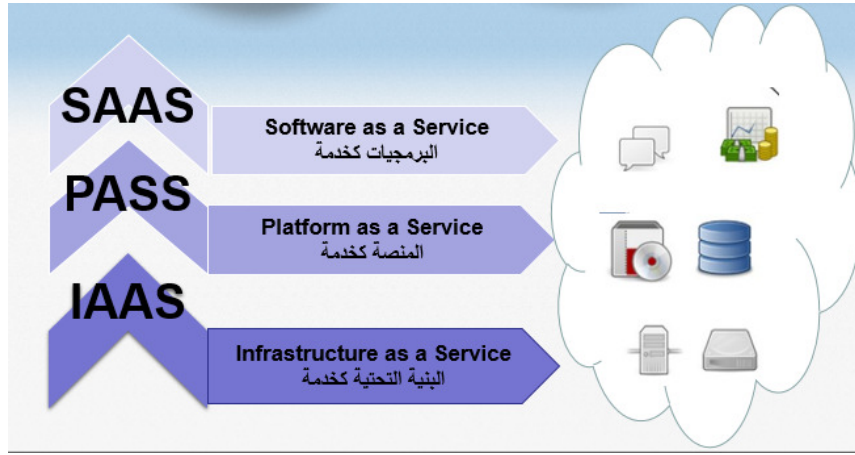 SAAS
Software as a Service
البرمجيات كخدمة
PASS
Platform as a Service
المنصة كخدمة
IAAS
Infrastructure as a Service
البنية التحتية كخدمة